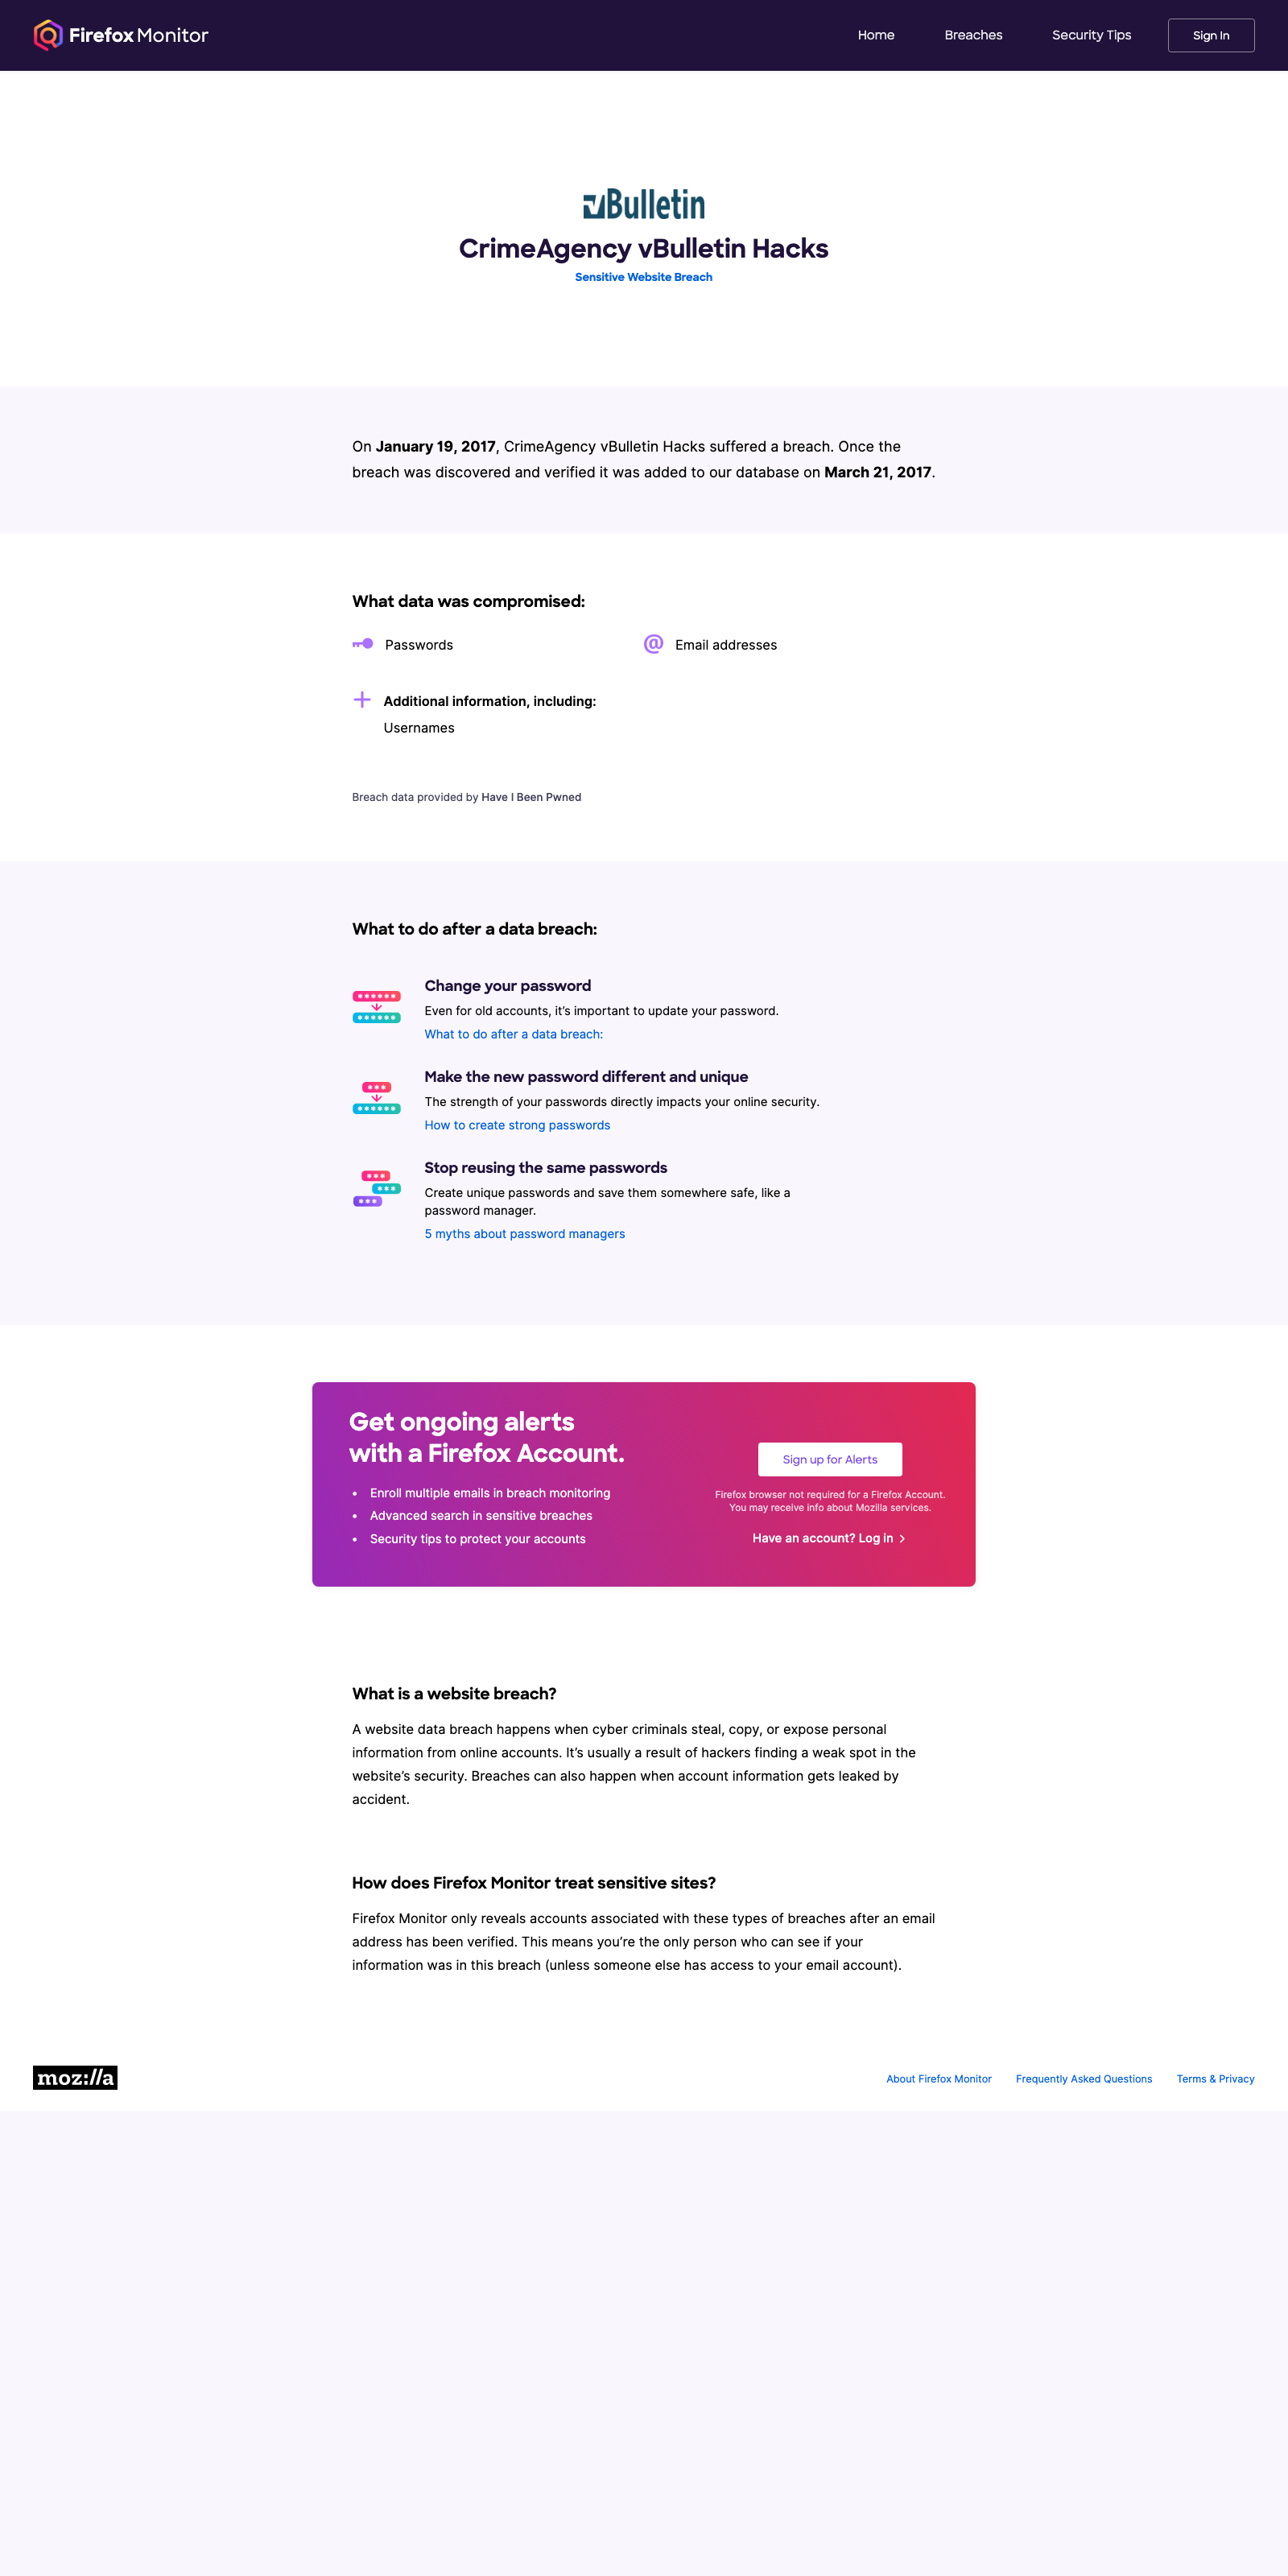 Firefox Monitor
Home
Breaches
Security Tips
Sign In
vBulletin
CrimeAgency vBulletin Hacks
Sensitive Website Breach
On January 19, 2017, CrimeAgency vBulletin Hacks suffered a breach. Once the
breach was discovered and verified it was added to our database on March 21, 2017.
What data was compromised:
Passwords
@ Email addresses
Additional information, including:
Usernames
Breach data provided by Have I Been Pwned
What to do after a data breach:
Change your password
Even for old accounts, it’s important to update your password.
What to do after a data breach:
Make the new password different and unique
The strength of your passwords directly impacts your online security.
How to create strong passwords
Stop reusing the same passwords
Create unique passwords and save them somewhere safe, like a
password manager.
5 myths about password managers
Get ongoing alerts
with a Firefox Account.
• Enroll multiple emails in breach monitoring
• Advanced search in sensitive breaches
• Security tips to protect your accounts
Sign up for Alerts
Firefox browser not required for a Firefox Account.
You may receive info about Mozilla services.
Have an account? Log in
What is a website breach?
A website data breach happens when cyber criminals steal, copy, or expose personal
information from online accounts. It’s usually a result of hackers finding a weak spot in the
website’s security. Breaches can also happen when account information gets leaked by
accident.
How does Firefox Monitor treat sensitive sites?
Firefox Monitor only reveals accounts associated with these types of breaches after an email
address has been verified. This means you’re the only person who can see if your
information was in this breach (unless someone else has access to your email account).
moz://a
About Firefox Monitor
Frequently Asked Questions
Terms & Privacy